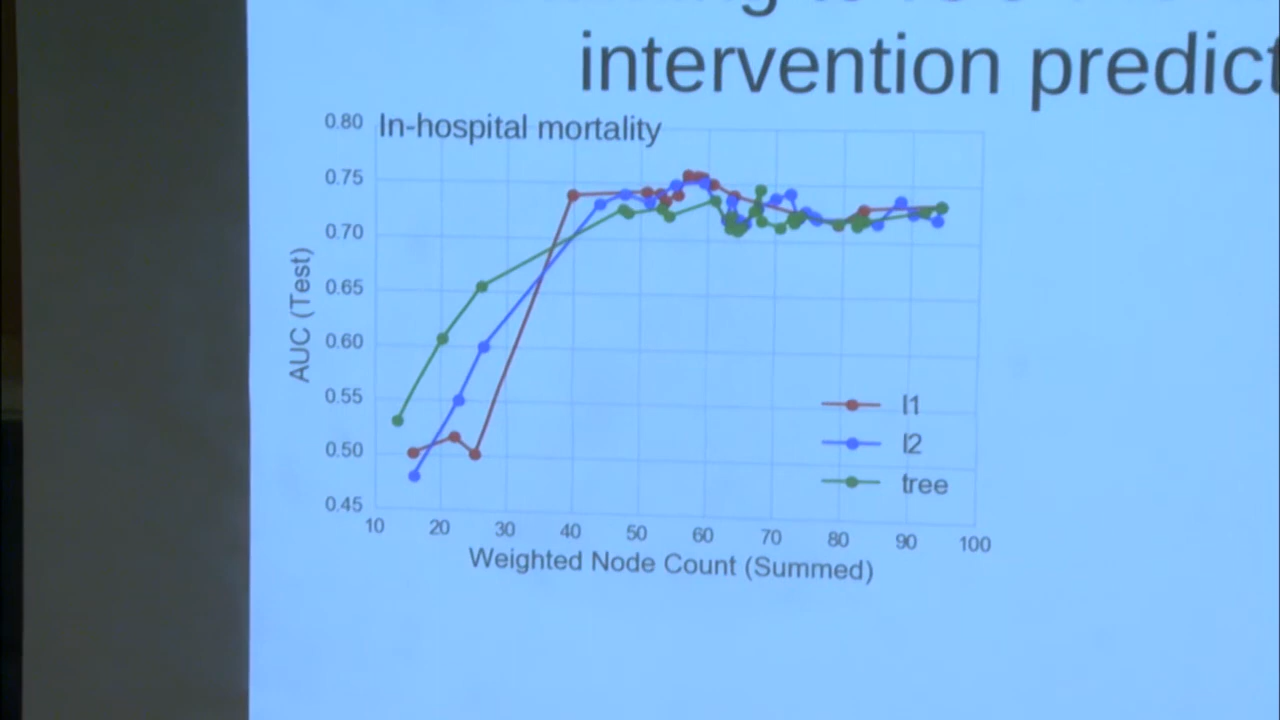 intervention
In-hospital mortality
0.80
0.75
0.70
0.65
0.60
0.55
0.50
0.45
AUC (Test)
10 20 30 40 50 60 70 80 90 100
Weighted Node Count (Summed)
l1
l2
tree